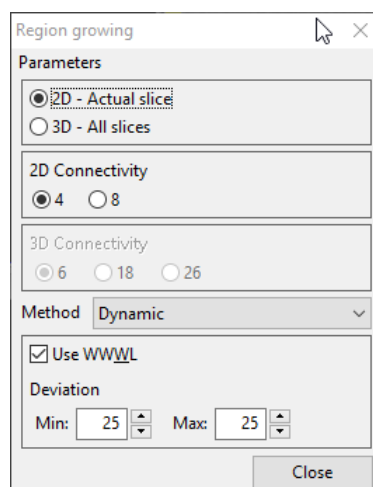 Region growing
Parameters
2D - Actual slice
3D - All slices
2D Connectivity
4 8
3D Connectivity
6 18 26
Method Dynamic
Use WWWL
Deviation
Min: 25 Max: 25
Close